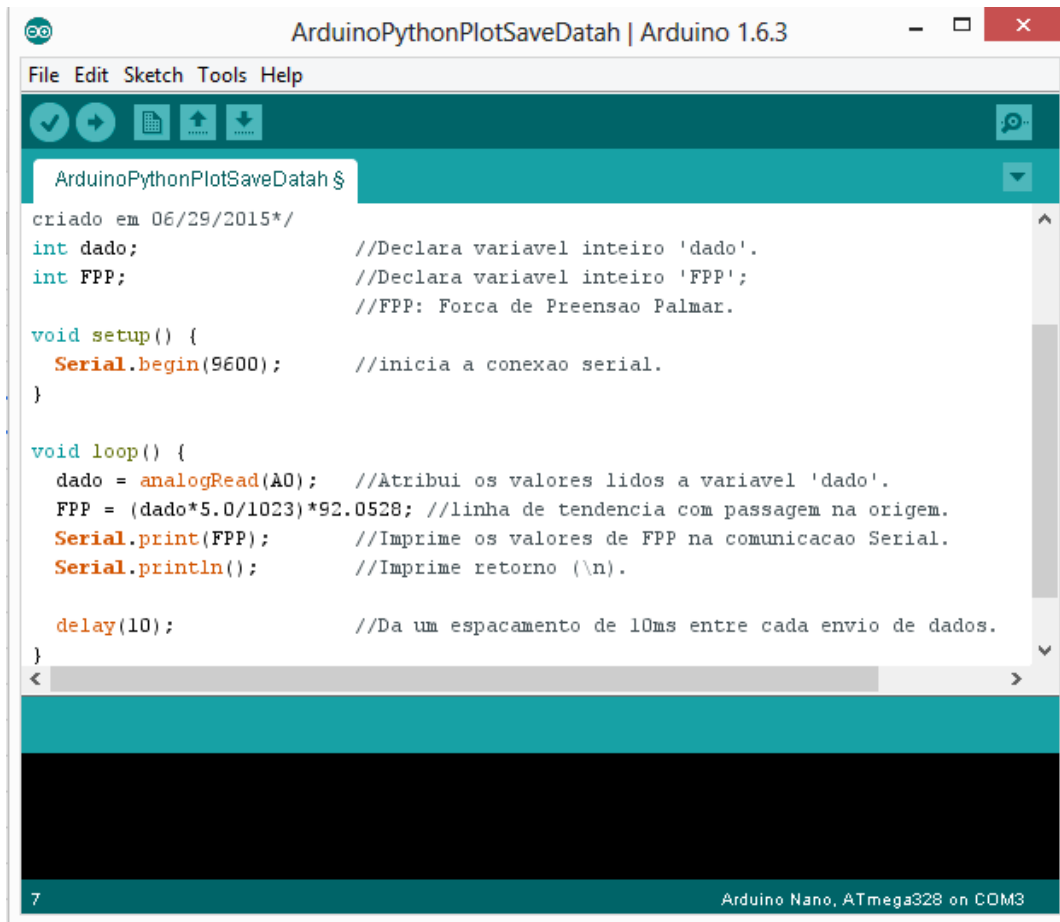 ArduinoPythonPlotSaveDatah | Arduino 1.6.3
File Edit Sketch Tools Help
ArduinoPythonPlotSaveDatah §
criado em 06/29/2015*/
int dado; //Declara variavel inteiro 'dado'.
int FPP; //Declara variavel inteiro 'FPP';
//FPP: Forca de Preensao Palmar.
void setup() {
Serial.begin(9600); //inicia a conexao serial.
}
void loop() {
dado = analogRead(A0); //Atribui os valores lidos a variavel 'dado'.
FPP = (dado*5.0/1023)*92.0528; //linha de tendencia com passagem na origem.
Serial.print(FPP); //Imprime os valores de FPP na comunicacao Serial.
Serial.println(); //Imprime retorno (\n).
delay(10); //Da um espacamento de 10ms entre cada envio de dados.
}
7 Arduino Nano, ATmega328 on COM3